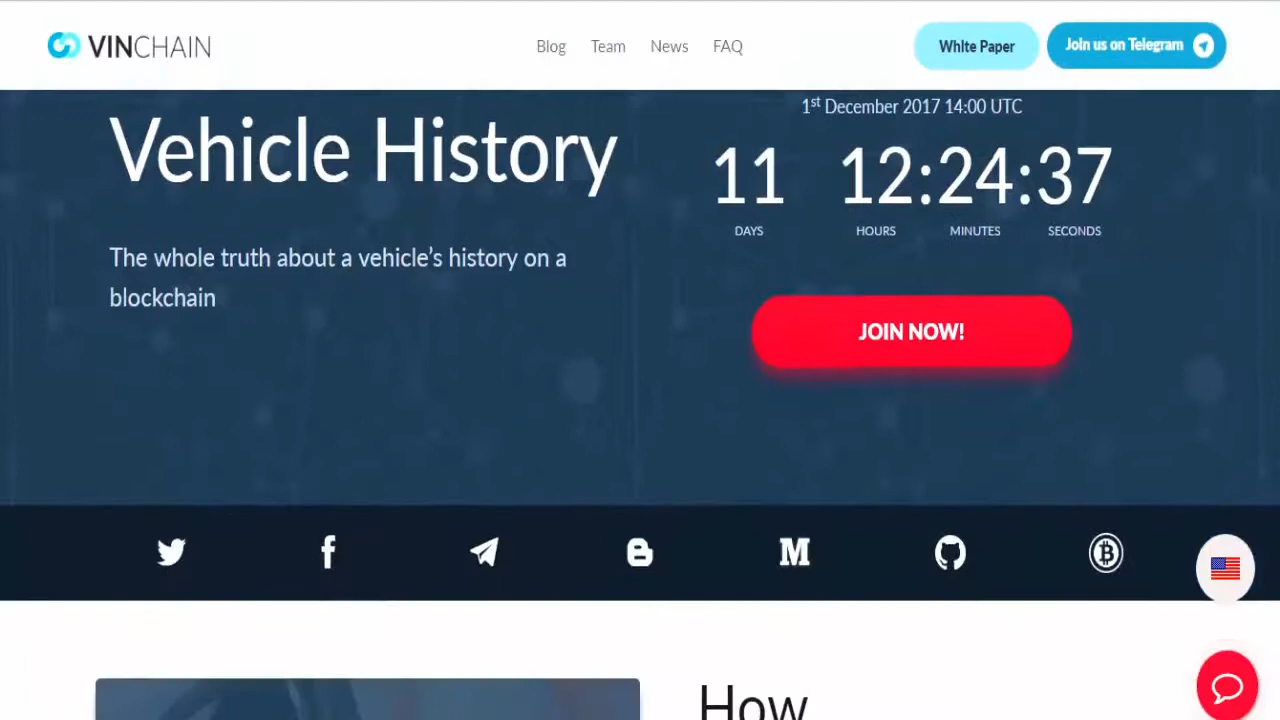 VINCHAIN
Blog
Team
News
FAQ
White Paper
Join us on Telegram
Vehicle History
The whole truth about a vehicle’s history on a
blockchain
1st December 2017 14:00 UTC
11 12:24:37
DAYS HOURS MINUTES SECONDS
JOIN NOW!
How